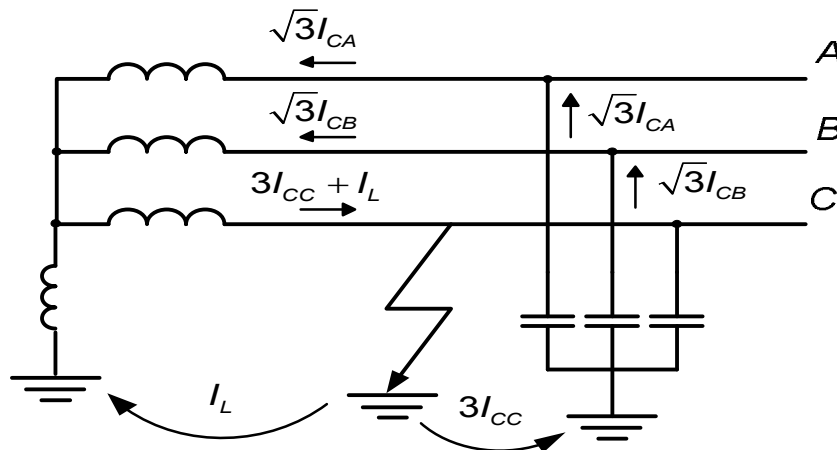 √3I_CA
A
√3I_CB
√3I_CA
B
3I_CC + I_L
√3I_CB
C
I_L
3I_CC